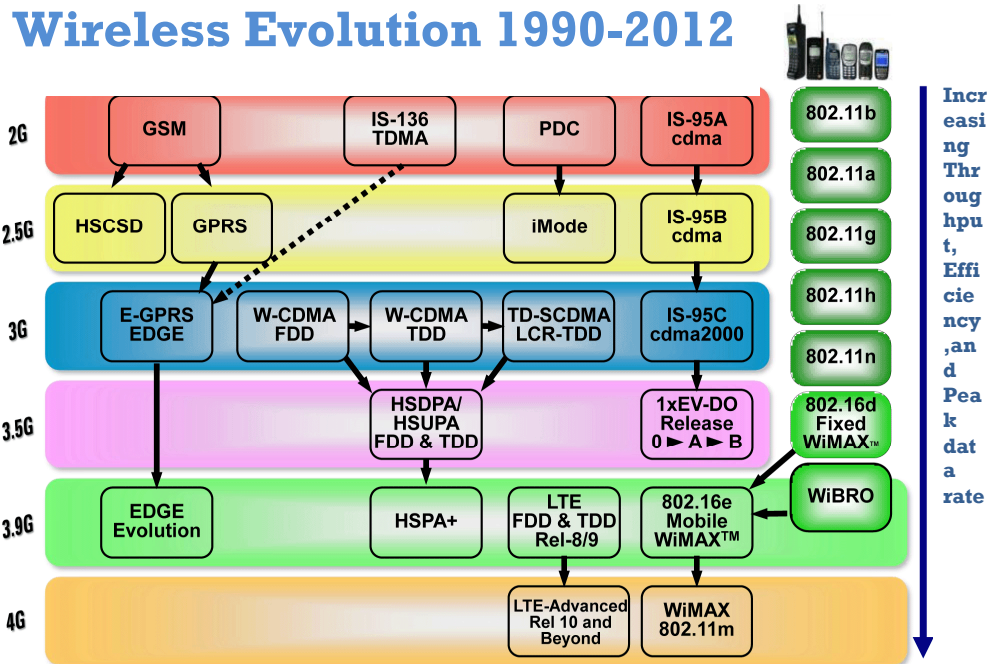 Wireless Evolution 1990-2012
2G
GSM
IS-136
TDMA
PDC
IS-95A
cdma
2.5G
HSCSD
GPRS
iMode
IS-95B
cdma
3G
E-GPRS
EDGE
W-CDMA
FDD
W-CDMA
TDD
TD-SCDMA
LCR-TDD
IS-95C
cdma2000
3.5G
HSDPA/
HSUPA
FDD & TDD
1xEV-DO
Release
0 ► A ► B
3.9G
EDGE
Evolution
HSPA+
LTE
FDD & TDD
Rel-8/9
802.16e
Mobile
WiMAX™
4G
LTE-Advanced
Rel 10 and
Beyond
WiMAX
802.11m
802.11b
802.11a
802.11g
802.11h
802.11n
802.16d
Fixed
WiMAX™
WiBRO
Incr
easi
ng
Thr
oug
hpu
t,
Effi
cie
ncy
,an
d
Pea
k
dat
a
rate